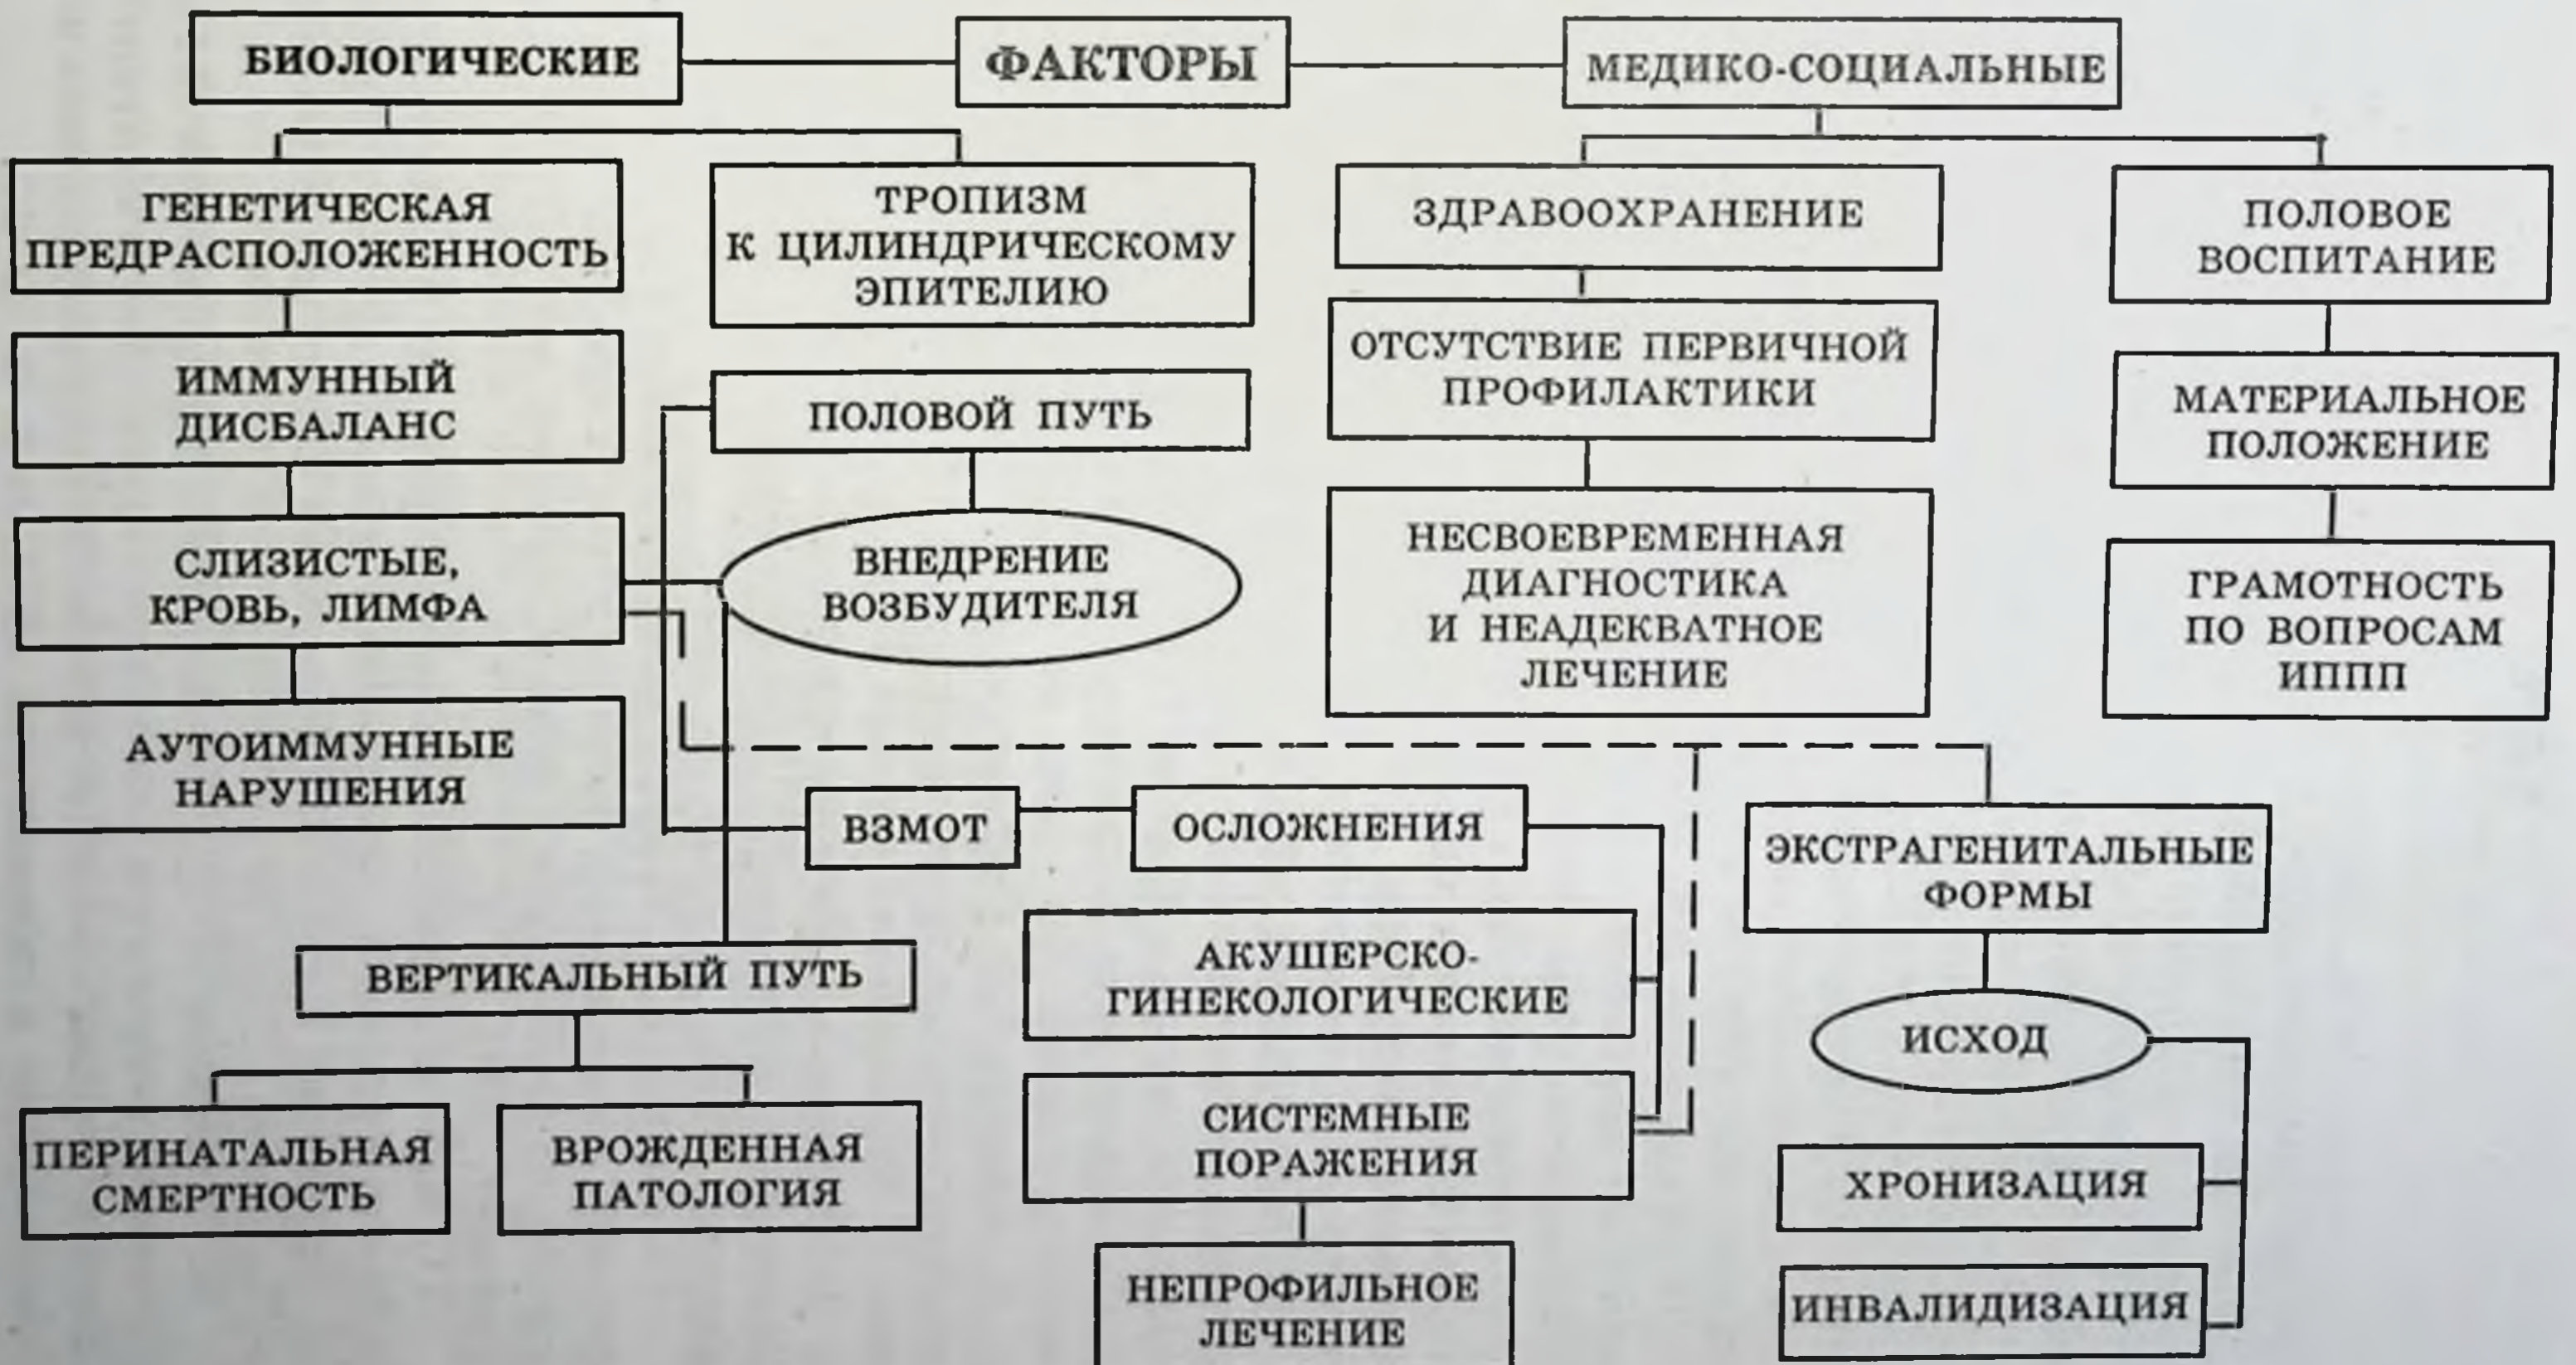 БИОЛОГИЧЕСКИЕ
ФАКТОРЫ
МЕДИКО-СОЦИАЛЬНЫЕ
ГЕНЕТИЧЕСКАЯ
ПРЕДРАСПОЛОЖЕННОСТЬ
ТРОПИЗМ
К ЦИЛИНДРИЧЕСКОМУ
ЭПИТЕЛИЮ
ЗДРАВООХРАНЕНИЕ
ПОЛОВОЕ
ВОСПИТАНИЕ
ИММУННЫЙ
ДИСБАЛАНС
ПОЛОВОЙ ПУТЬ
ОТСУТСТВИЕ ПЕРВИЧНОЙ
ПРОФИЛАКТИКИ
МАТЕРИАЛЬНОЕ
ПОЛОЖЕНИЕ
СЛИЗИСТЫЕ,
КРОВЬ, ЛИМФА
ВНЕДРЕНИЕ
ВОЗБУДИТЕЛЯ
НЕСВОЕВРЕМЕННАЯ
ДИАГНОСТИКА
И НЕАДЕКВАТНОЕ
ЛЕЧЕНИЕ
ГРАМОТНОСТЬ
ПО ВОПРОСАМ
ИППП
АУТОИММУННЫЕ
НАРУШЕНИЯ
ВЗМОТ
ОСЛОЖНЕНИЯ
ЭКСТРАГЕНИТАЛЬНЫЕ
ФОРМЫ
ВЕРТИКАЛЬНЫЙ ПУТЬ
АКУШЕРСКО-
ГИНЕКОЛОГИЧЕСКИЕ
ИСХОД
ПЕРИНАТАЛЬНАЯ
СМЕРТНОСТЬ
ВРОЖДЕННАЯ
ПАТОЛОГИЯ
СИСТЕМНЫЕ
ПОРАЖЕНИЯ
ХРОНИЗАЦИЯ
НЕПРОФИЛЬНОЕ
ЛЕЧЕНИЕ
ИНВАЛИДИЗАЦИЯ